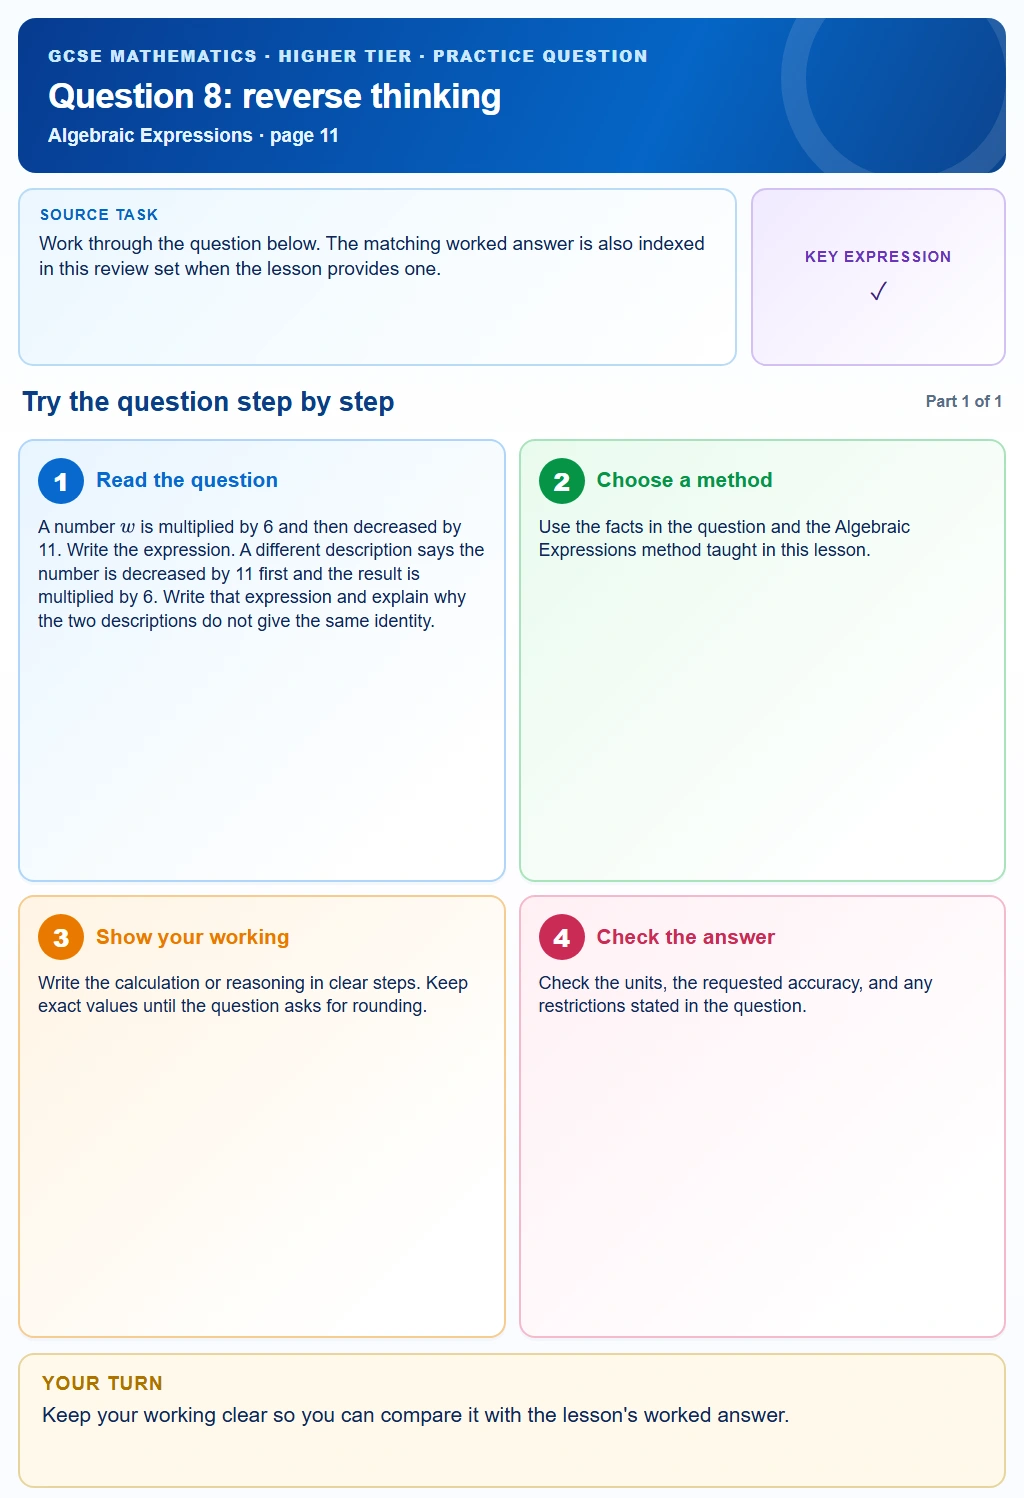 GCSE MATHEMATICS · HIGHER TIER · PRACTICE QUESTION
Question 8: reverse thinking
Algebraic Expressions · page 11
SOURCE TASK
Work through the question below. The matching worked answer is also indexed
in this review set when the lesson provides one.
KEY EXPRESSION
✓
Try the question step by step
Part 1 of 1
1 Read the question
A number w is multiplied by 6 and then decreased by
11. Write the expression. A different description says the
number is decreased by 11 first and the result is
multiplied by 6. Write that expression and explain why
the two descriptions do not give the same identity.
2 Choose a method
Use the facts in the question and the Algebraic
Expressions method taught in this lesson.
3 Show your working
Write the calculation or reasoning in clear steps. Keep
exact values until the question asks for rounding.
4 Check the answer
Check the units, the requested accuracy, and any
restrictions stated in the question.
YOUR TURN
Keep your working clear so you can compare it with the lesson's worked answer.